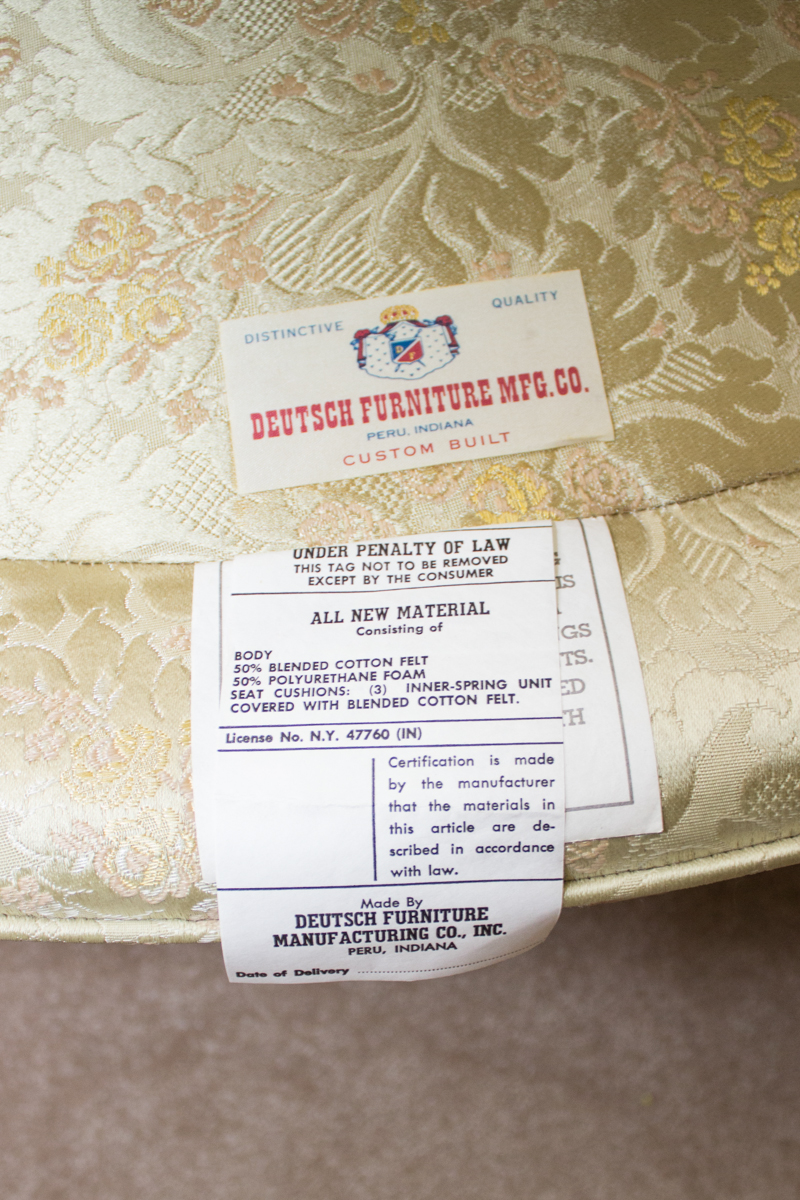 DISTINCTIVE QUALITY
D F
DEUTSCH FURNITURE MFG.CO.
PERU, INDIANA
CUSTOM BUILT
UNDER PENALTY OF LAW
THIS TAG NOT TO BE REMOVED
EXCEPT BY THE CONSUMER
ALL NEW MATERIAL
Consisting of
BODY
50% BLENDED COTTON FELT
50% POLYURETHANE FOAM
SEAT CUSHIONS: (3) INNER-SPRING UNIT
COVERED WITH BLENDED COTTON FELT.
License No. N.Y. 47760 (IN)
Certification is made
by the manufacturer
that the materials in
this article are de-
scribed in accordance
with law.
Made By
DEUTSCH FURNITURE
MANUFACTURING CO., INC.
PERU, INDIANA
Date of Delivery